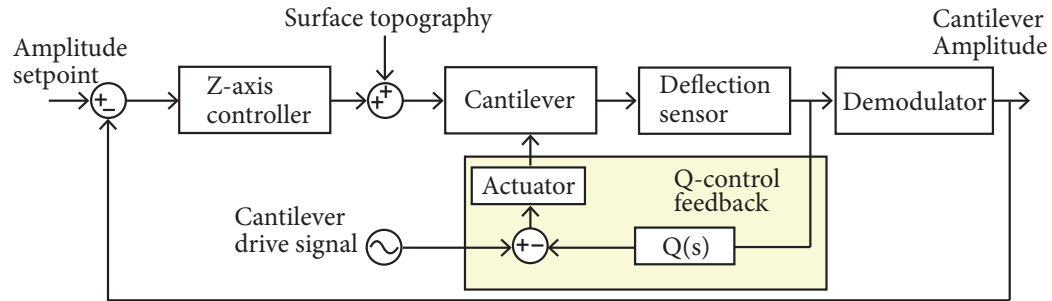 Surface topography
Cantilever
Amplitude
Amplitude
setpoint
Z-axis
controller
Cantilever
Deflection
sensor
Demodulator
Actuator
Q-control
feedback
Cantilever
drive signal
Q(s)